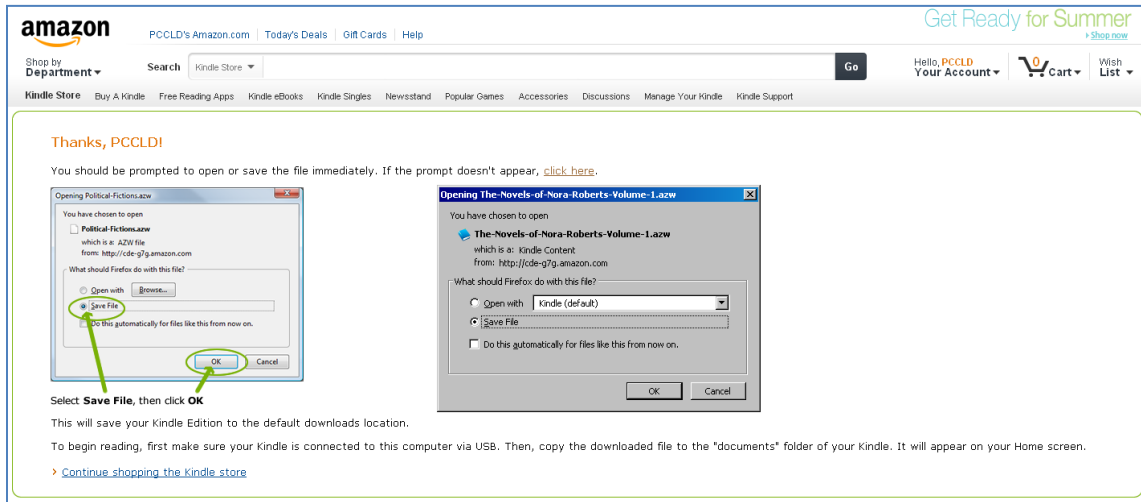 amazon
PCCLD's Amazon.com Today's Deals Gift Cards Help
Get Ready for Summer
Shop now
Shop by
Department
Search Kindle Store Go
Hello, PCCLD
Your Account
0
Cart
Wish
List
Kindle Store Buy A Kindle Free Reading Apps Kindle eBooks Kindle Singles Newsstand Popular Games Accessories Discussions Manage Your Kindle Kindle Support
Thanks, PCCLD!
You should be prompted to open or save the file immediately. If the prompt doesn't appear, click here.
Opening Political-Fictions.azw
You have chosen to open
Political-Fictions.azw
which is a: AZW file
from: http://cde-g7g.amazon.com
What should Firefox do with this file?
Open with Browse...
Save File
Do this automatically for files like this from now on.
OK Cancel
Select Save File, then click OK
Opening The-Novels-of-Nora-Roberts-Volume-1.azw
You have chosen to open
The-Novels-of-Nora-Roberts-Volume-1.azw
which is a: Kindle Content
from: http://cde-g7g.amazon.com
What should Firefox do with this file?
Open with Kindle (default)
Save File
Do this automatically for files like this from now on.
OK Cancel
This will save your Kindle Edition to the default downloads location.
To begin reading, first make sure your Kindle is connected to this computer via USB. Then, copy the downloaded file to the "documents" folder of your Kindle. It will appear on your Home screen.
Continue shopping the Kindle store